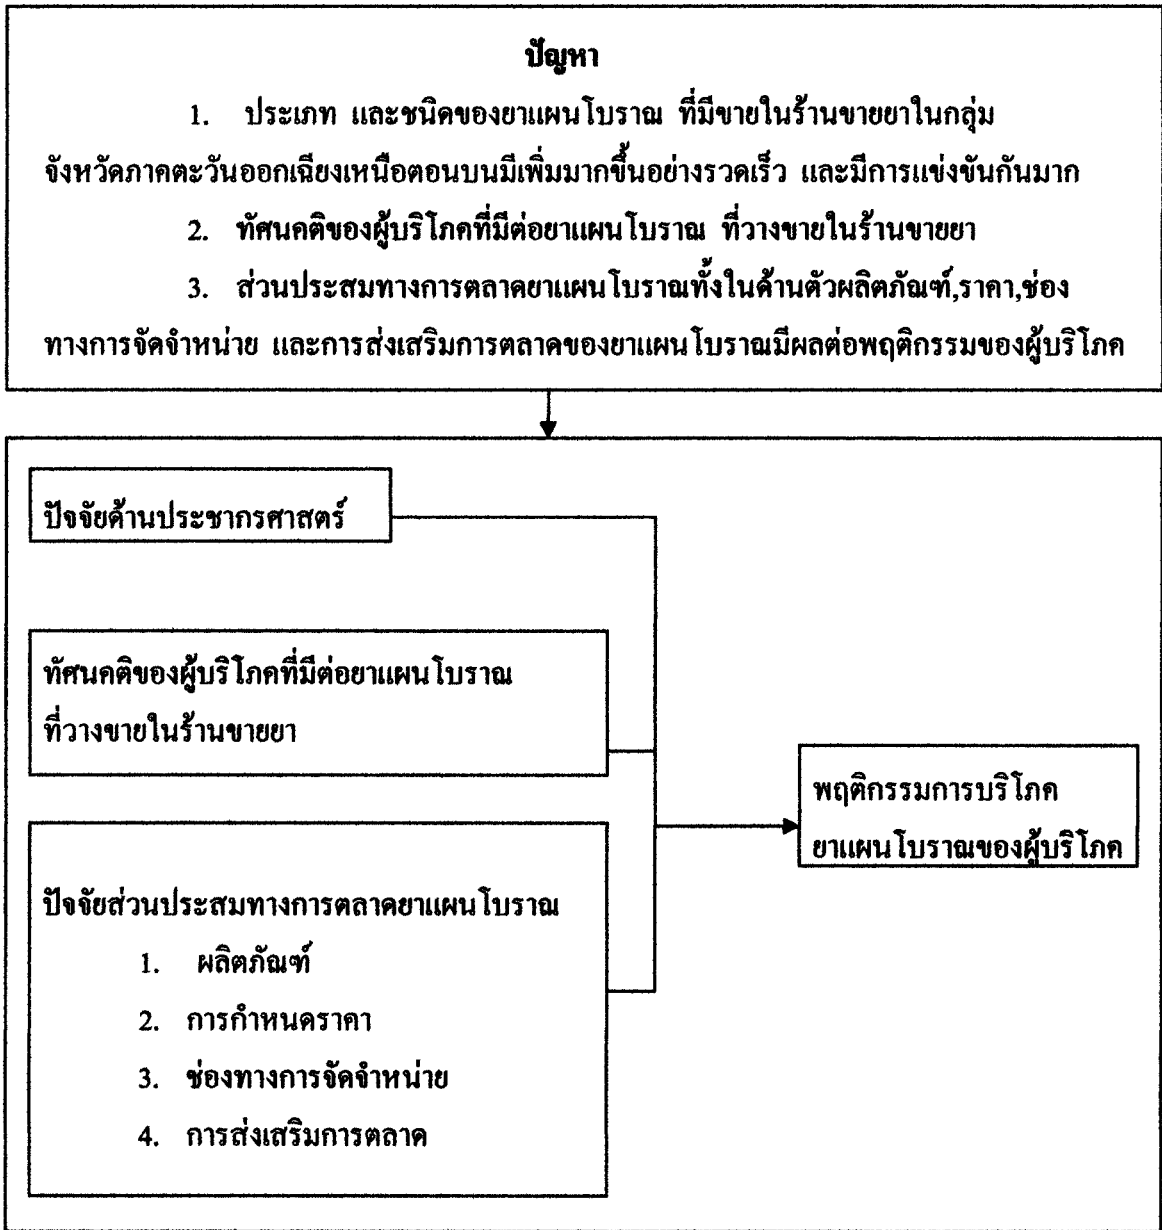 ปัญหา
1. ประเภท และชนิดของยาแผนโบราณ ที่มีขายในร้านขายยาในกลุ่ม
จังหวัดภาคตะวันออกเฉียงเหนือตอนบนมีเพิ่มมากขึ้นอย่างรวดเร็ว และมีการแข่งขันกันมาก
2. ทัศนคติของผู้บริโภคที่มีต่อยาแผนโบราณ ที่วางขายในร้านขายยา
3. ส่วนประสมทางการตลาดยาแผนโบราณทั้งในด้านตัวผลิตภัณฑ์,ราคา,ช่อง
ทางการจัดจำหน่าย และการส่งเสริมการตลาดของยาแผนโบราณมีผลต่อพฤติกรรมของผู้บริโภค
ปัจจัยด้านประชากรศาสตร์
ทัศนคติของผู้บริโภคที่มีต่อยาแผนโบราณ
ที่วางขายในร้านขายยา
ปัจจัยส่วนประสมทางการตลาดยาแผนโบราณ
1. ผลิตภัณฑ์
2. การกำหนดราคา
3. ช่องทางการจัดจำหน่าย
4. การส่งเสริมการตลาด
พฤติกรรมการบริโภค
ยาแผนโบราณของผู้บริโภค